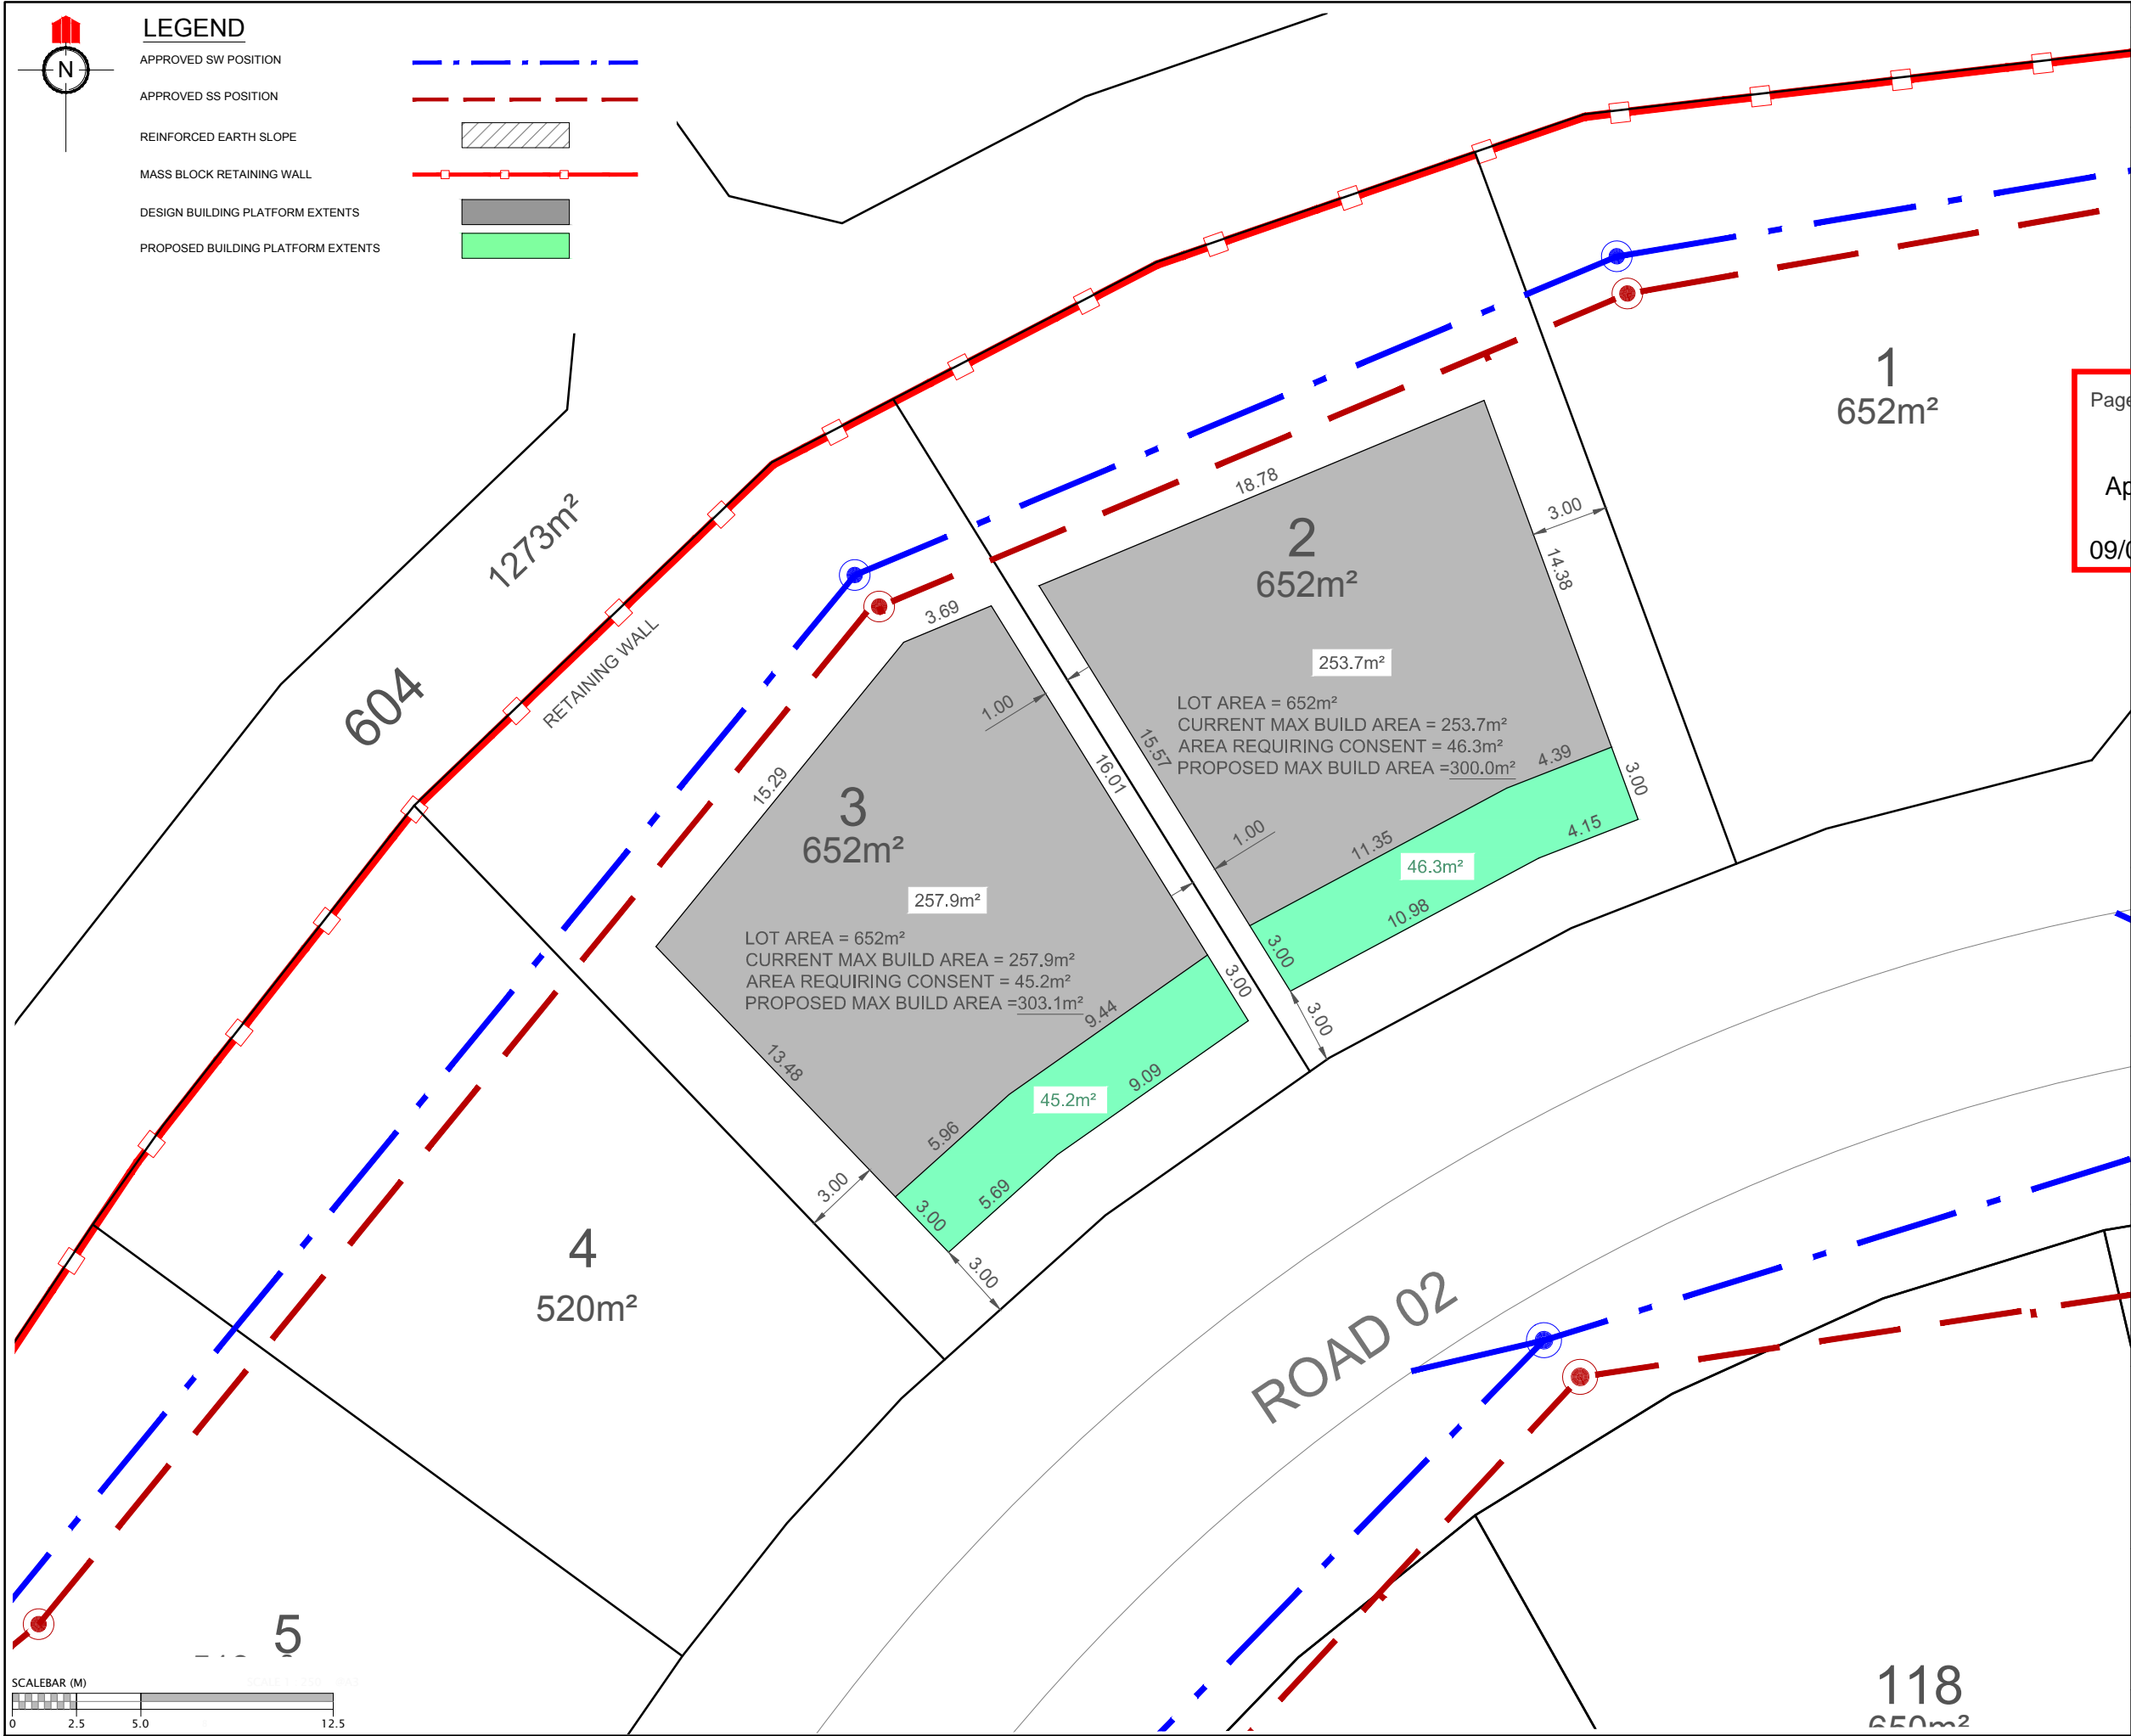 LEGEND
N
APPROVED SW POSITION
APPROVED SS POSITION
REINFORCED EARTH SLOPE
MASS BLOCK RETAINING WALL
DESIGN BUILDING PLATFORM EXTENTS
PROPOSED BUILDING PLATFORM EXTENTS
1
652m²
Page
Ap
09/0
604
1273m²
RETAINING WALL
2
652m²
253.7m²
LOT AREA = 652m²
CURRENT MAX BUILD AREA = 253.7m²
AREA REQUIRING CONSENT = 46.3m²
PROPOSED MAX BUILD AREA =300.0m²
18.78
3.00
14.38
15.57
4.39
3.00
1.00
11.35
46.3m²
4.15
10.98
3.00
3.00
3
652m²
257.9m²
LOT AREA = 652m²
CURRENT MAX BUILD AREA = 257.9m²
AREA REQUIRING CONSENT = 45.2m²
PROPOSED MAX BUILD AREA =303.1m²
3.69
1.00
15.29
16.01
3.00
9.44
13.48
45.2m²
9.09
5.96
5.69
3.00
3.00
3.00
4
520m²
ROAD 02
5
118
650m²
SCALEBAR (M)
0 2.5 5.0 12.5